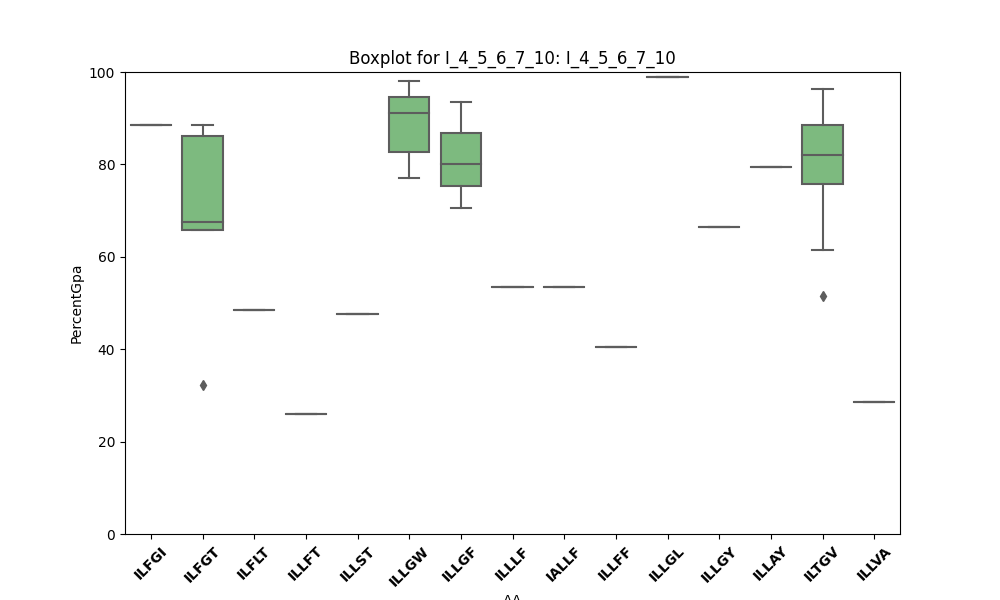 Boxplot for I_4_5_6_7_10: I_4_5_6_7_10
100
80
60
40
20
0
PercentGpa
ILFGI
ILFGT
ILFLT
ILLFT
ILLST
ILLGW
ILLGF
ILLLF
IALLF
ILLFF
ILLGL
ILLGY
ILLAY
ILTGV
ILLVA
AA